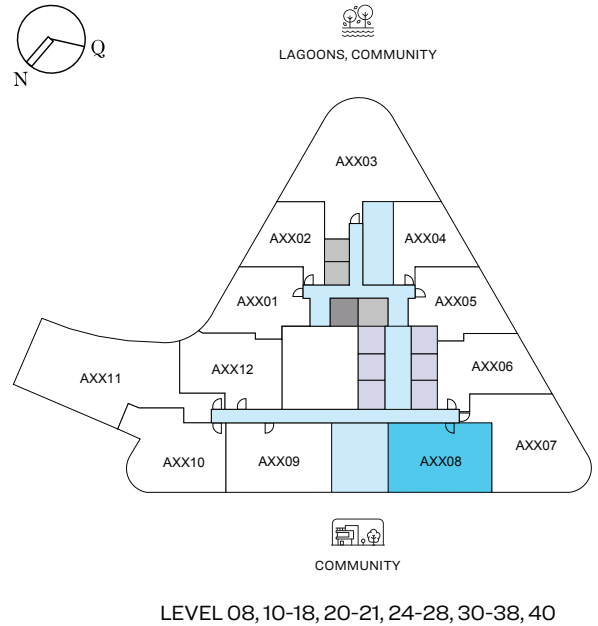 Q
N
LAGOONS, COMMUNITY
AXX03
AXX02
AXX04
AXX01
AXX05
AXX06
AXX12
AXX11
AXX07
AXX10
AXX09
AXX08
COMMUNITY
LEVEL 08, 10-18, 20-21, 24-28, 30-38, 40